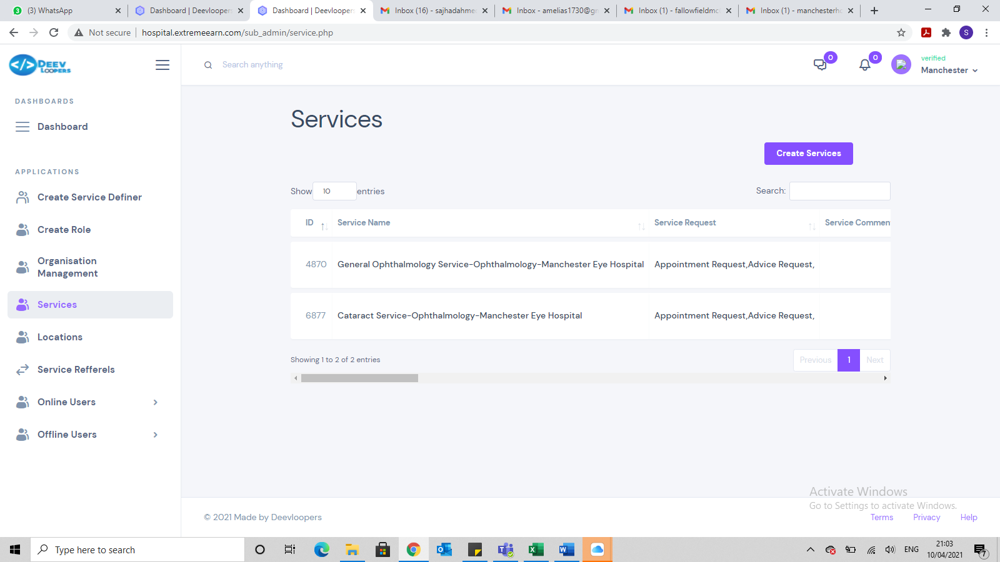 (3) WhatsApp
Dashboard | Deevloopers
Dashboard | Deevloopers
Inbox (16) - sajhadahme
Inbox - amelias1730@gm
Inbox (1) - fallowfieldmc
Inbox (1) - manchesterho
Not secure
hospital.extremeearn.com/sub_admin/service.php
S
DEEV
LOOPERS
Search anything
0
0
verified
Manchester
DASHBOARDS
Dashboard
APPLICATIONS
Create Service Definer
Create Role
Organisation
Management
Services
Locations
Service Refferels
Online Users
Offline Users
Services
Create Services
Show 10 entries
Search:
ID Service Name Service Request Service Commen
4870 General Ophthalmology Service-Ophthalmology-Manchester Eye Hospital Appointment Request,Advice Request,
6877 Cataract Service-Ophthalmology-Manchester Eye Hospital Appointment Request,Advice Request,
Showing 1 to 2 of 2 entries
Previous 1 Next
Activate Windows
Go to Settings to activate Windows.
© 2021 Made by Deevloopers
Terms Privacy Help
Type here to search
ENG
21:03
10/04/2021
7